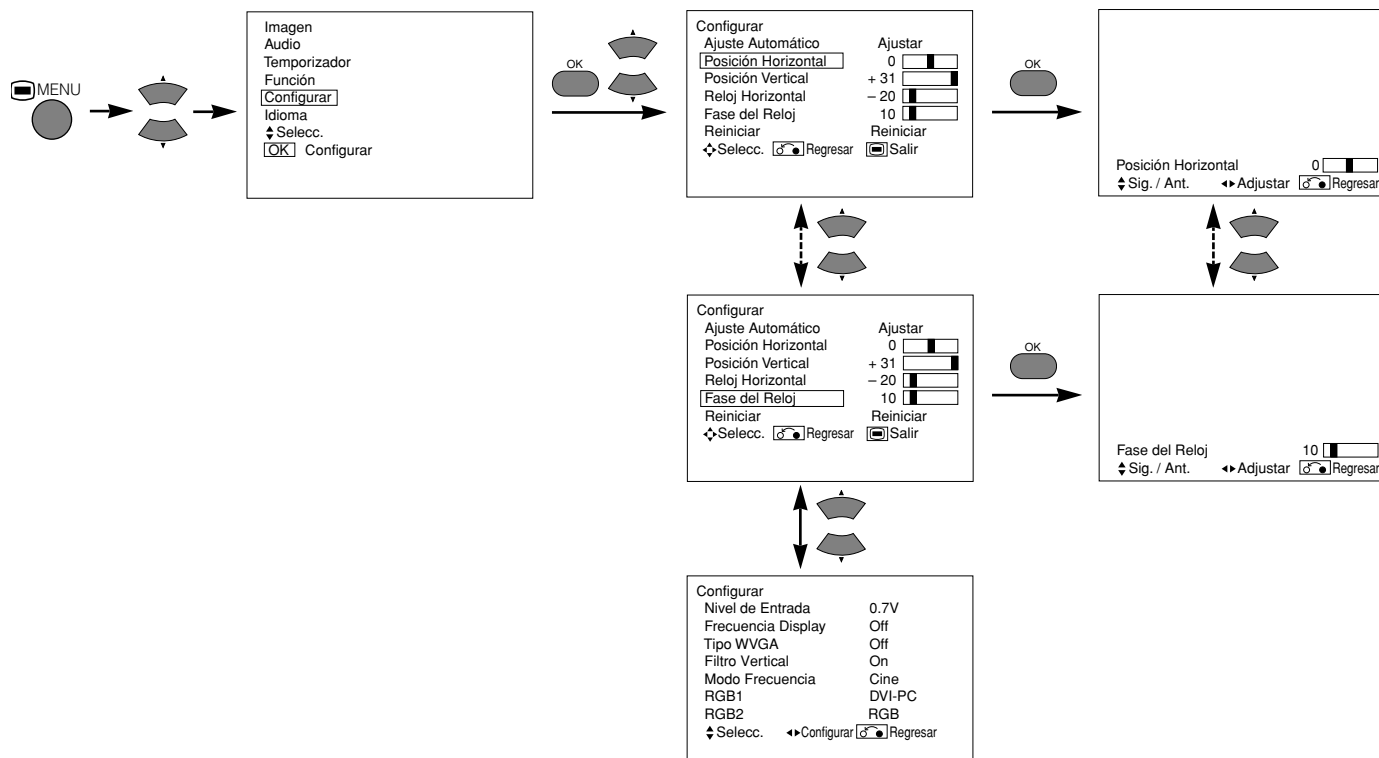 MENU
Imagen
Audio
Temporizador
Función
Configurar
Idioma
Selecc.
OK Configurar
OK
Configurar
Ajuste Automático Ajustar
Posición Horizontal 0
Posición Vertical + 31
Reloj Horizontal – 20
Fase del Reloj 10
Reiniciar Reiniciar
Selecc. Regresar Salir
OK
Posición Horizontal 0
Sig. / Ant. Adjustar Regresar
Configurar
Ajuste Automático Ajustar
Posición Horizontal 0
Posición Vertical + 31
Reloj Horizontal – 20
Fase del Reloj 10
Reiniciar Reiniciar
Selecc. Regresar Salir
OK
Fase del Reloj 10
Sig. / Ant. Adjustar Regresar
Configurar
Nivel de Entrada 0.7V
Frecuencia Display Off
Tipo WVGA Off
Filtro Vertical On
Modo Frecuencia Cine
RGB1 DVI-PC
RGB2 RGB
Selecc. Configurar Regresar